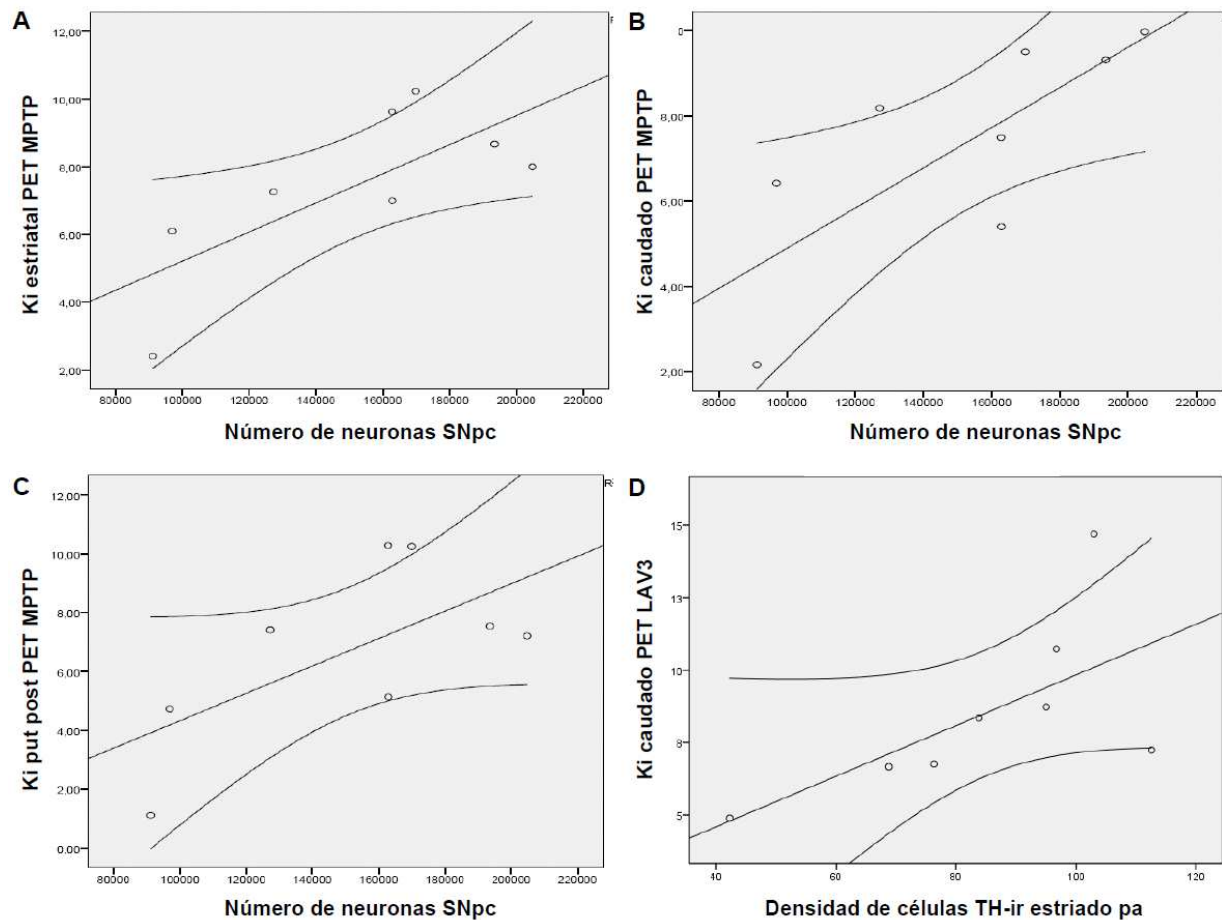 A
Ki estriatal PET MPTP
12,00
10,00
8,00
6,00
4,00
2,00
80000 100000 120000 140000 160000 180000 200000 220000
Número de neuronas SNpc
B
Ki caudado PET MPTP
0
8,00
6,00
4,00
2,00
80000 100000 120000 140000 160000 180000 200000 220000
Número de neuronas SNpc
C
Ki put post PET MPTP
12,00
10,00
8,00
6,00
4,00
2,00
0,00
80000 100000 120000 140000 160000 180000 200000 220000
Número de neuronas SNpc
D
Ki caudado PET LAV3
15
13
10
8
5
40 60 80 100 120
Densidad de células TH-ir estriado pa